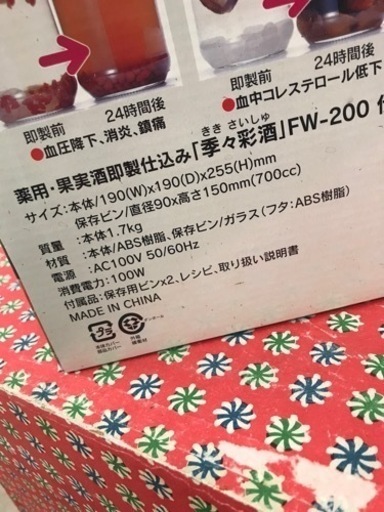 即製前
24時間後
●血圧降下、消炎、鎮痛
即製前
24時間後
●血中コレステロール低下
きき さいしゅ
薬用・果実酒即製仕込み「季々彩酒」FW-200
サイズ:本体/190(W)x190(D)x255(H)mm
保存ビン/直径90x高さ150mm(700cc)
質量:本体1.7kg
材質:本体/ABS樹脂、保存ビン/ガラス(フタ:ABS樹脂)
電源:AC100V 50/60Hz
消費電力:100W
付属品:保存用ビンx2、レシピ、取り扱い説明書
MADE IN CHINA
プラ
ダンボール